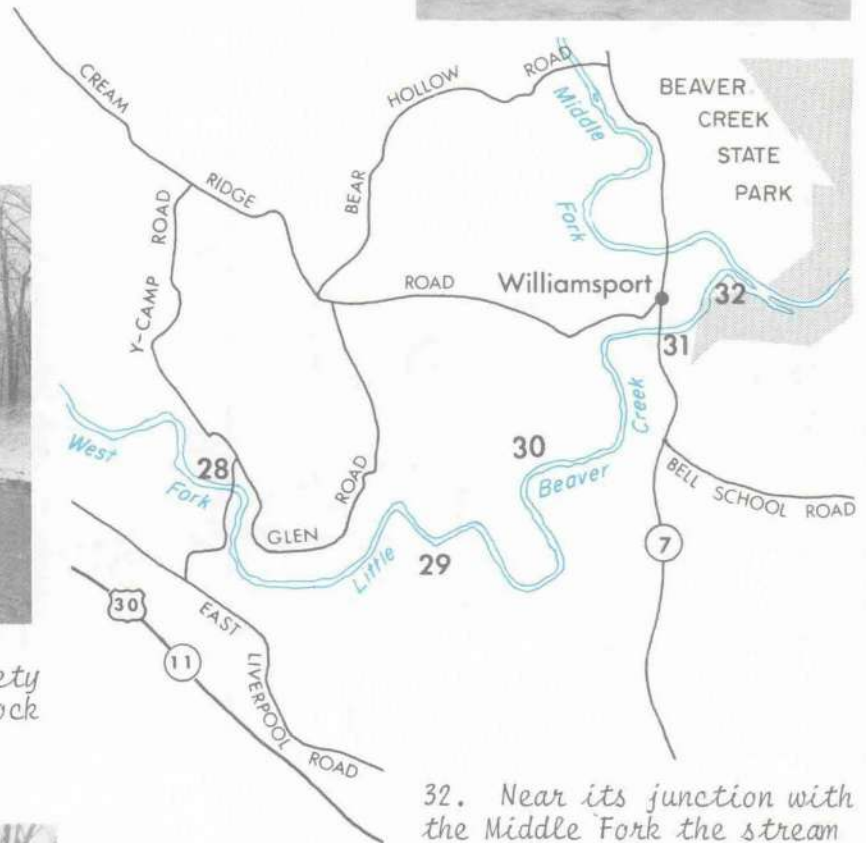 CREAM RIDGE ROAD
BEAR HOLLOW ROAD
Middle Fork
BEAVER
CREEK
STATE
PARK
Y-CAMP ROAD
Williamsport
32
31
West Fork Little Beaver Creek
28
30
29
GLEN ROAD
BELL SCHOOL ROAD
7
30
11
EAST LIVERPOOL ROAD
ety
ock
32. Near its junction with
the Middle Fork the stream